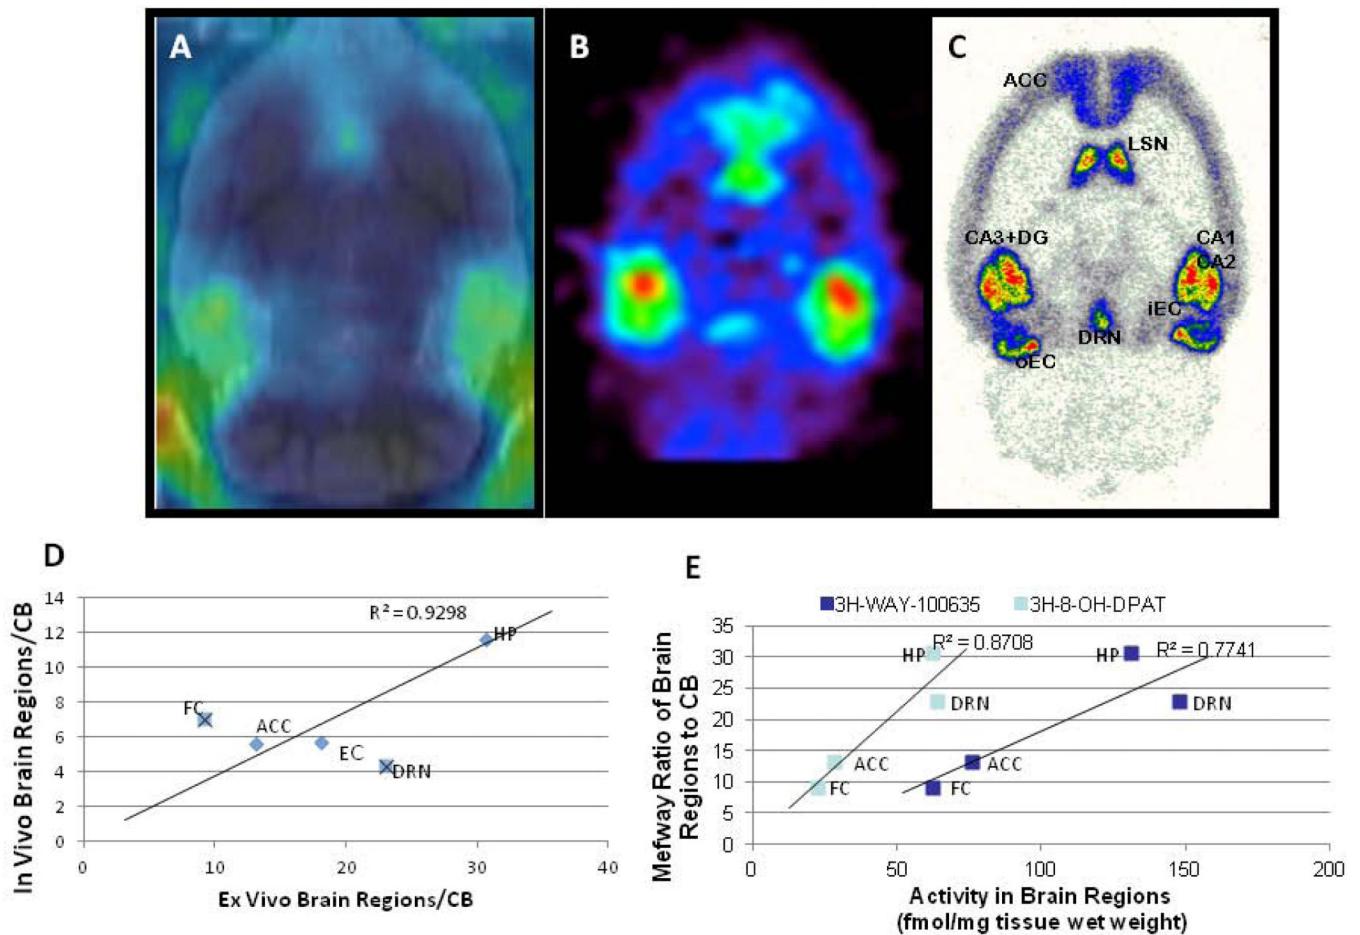 A
B
C
ACC
LSN
CA3+DG
CA1
CA2
iEC
DRN
oEC
D
In Vivo Brain Regions/CB
14
12
10
8
6
4
2
0
R² = 0.9298
HP
FC
ACC
EC
DRN
0 10 20 30 40
Ex Vivo Brain Regions/CB
E
3H-WAY-100635 3H-8-OH-DPAT
Mefway Ratio of Brain
Regions to CB
35
30
25
20
15
10
5
0
R² = 0.8708
R² = 0.7741
HP
HP
DRN
DRN
ACC
ACC
FC
FC
0 50 100 150 200
Activity in Brain Regions
(fmol/mg tissue wet weight)